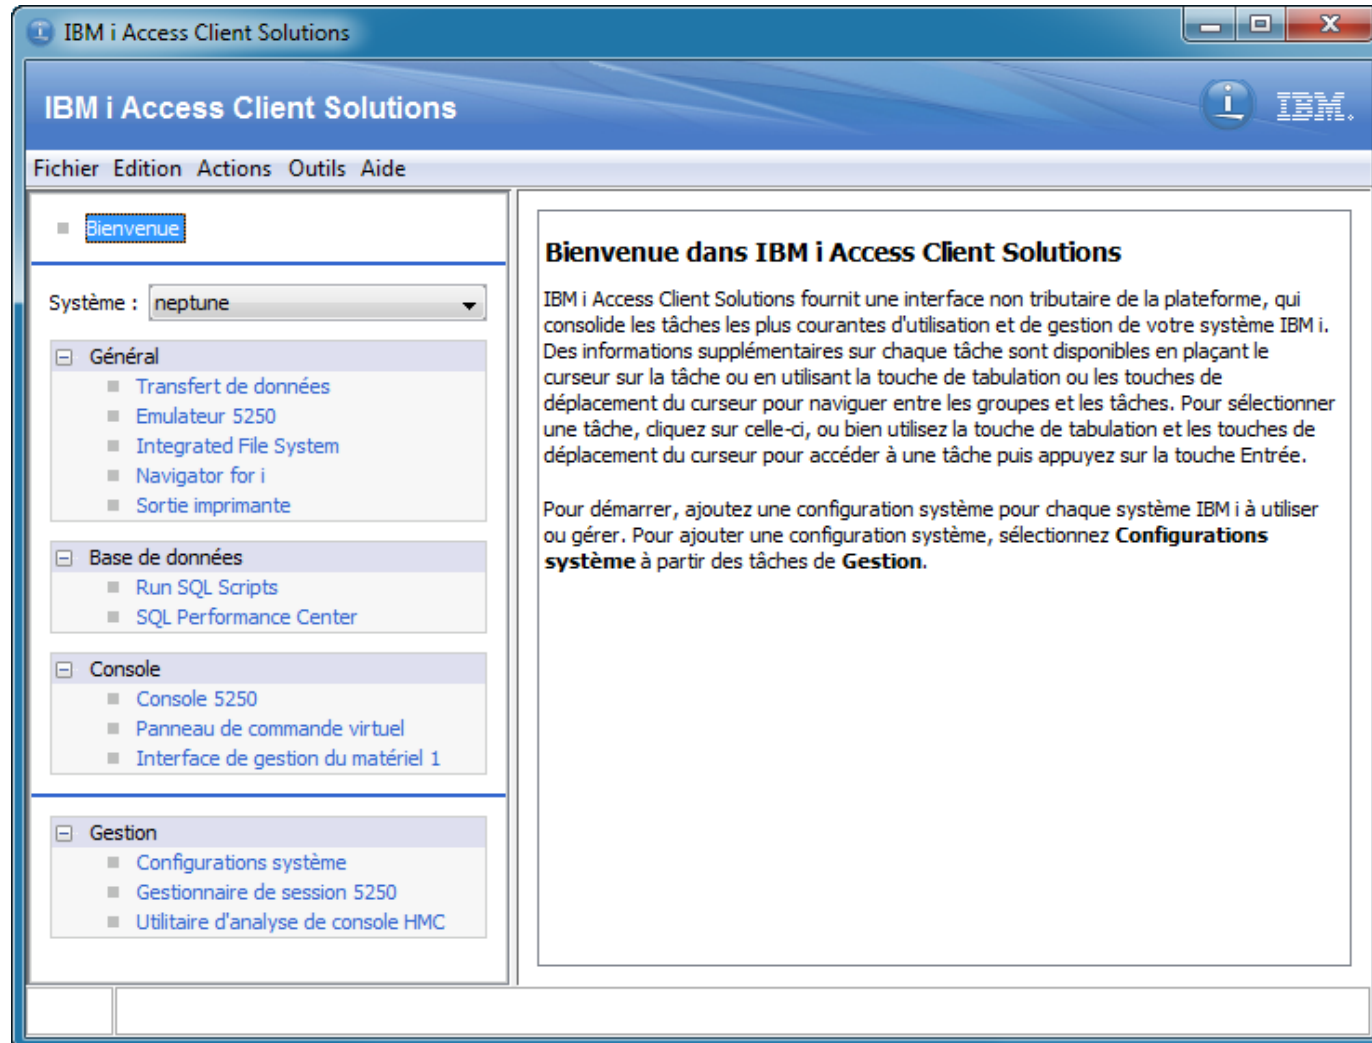 IBM i Access Client Solutions
IBM i Access Client Solutions
IBM.
Fichier Edition Actions Outils Aide
Bienvenue
Système : neptune
Général
Transfert de données
Emulateur 5250
Integrated File System
Navigator for i
Sortie imprimante
Base de données
Run SQL Scripts
SQL Performance Center
Console
Console 5250
Panneau de commande virtuel
Interface de gestion du matériel 1
Gestion
Configurations système
Gestionnaire de session 5250
Utilitaire d'analyse de console HMC
Bienvenue dans IBM i Access Client Solutions
IBM i Access Client Solutions fournit une interface non tributaire de la plateforme, qui
consolide les tâches les plus courantes d'utilisation et de gestion de votre système IBM i.
Des informations supplémentaires sur chaque tâche sont disponibles en plaçant le
curseur sur la tâche ou en utilisant la touche de tabulation ou les touches de
déplacement du curseur pour naviguer entre les groupes et les tâches. Pour sélectionner
une tâche, cliquez sur celle-ci, ou bien utilisez la touche de tabulation et les touches de
déplacement du curseur pour accéder à une tâche puis appuyez sur la touche Entrée.
Pour démarrer, ajoutez une configuration système pour chaque système IBM i à utiliser
ou gérer. Pour ajouter une configuration système, sélectionnez Configurations
système à partir des tâches de Gestion.